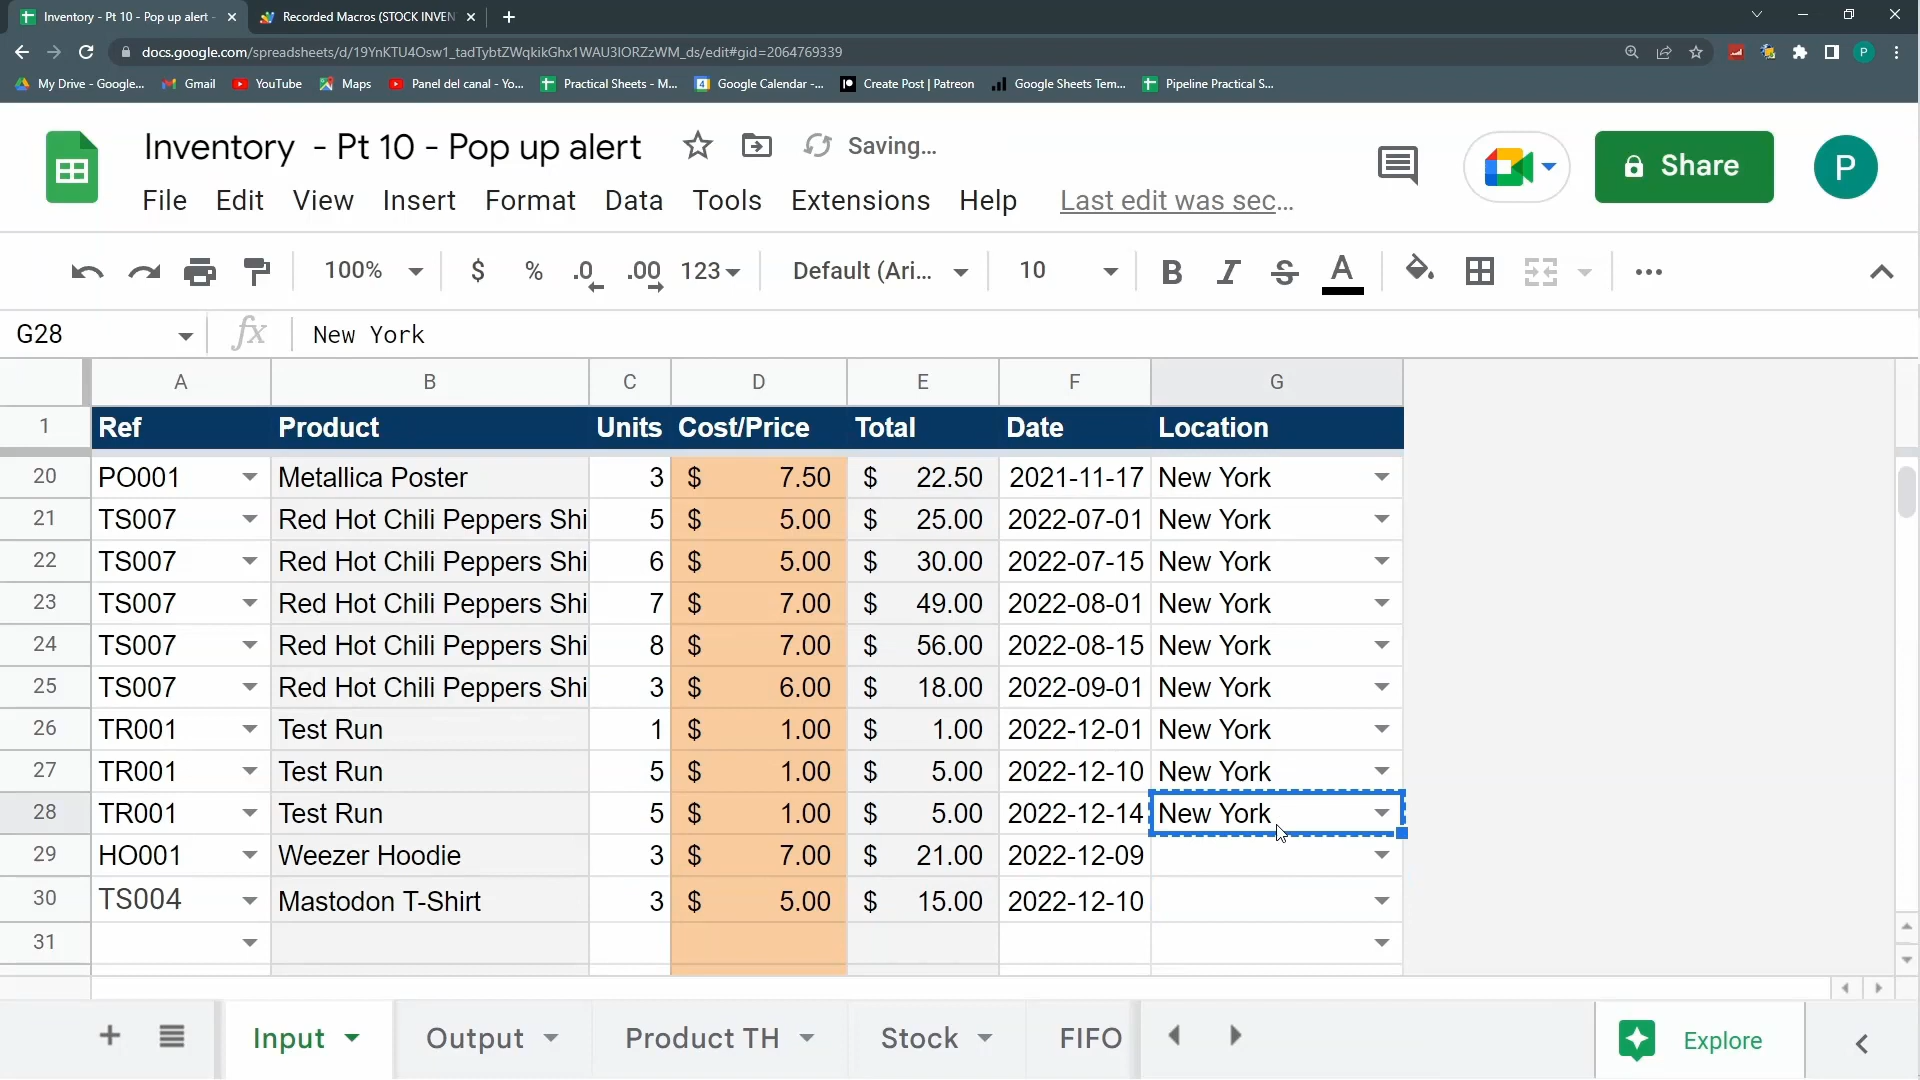 Inventory - Pt 10 - Pop up alert -
Recorded Macros (STOCK INVEN
docs.google.com/spreadsheets/d/19YnKTU4Osw1_tadTybtZWqkikGhx1WAU3IORZzWM_ds/edit#gid=2064769339
P
My Drive - Google... Gmail YouTube Maps Panel del canal - Yo... Practical Sheets - M... Google Calendar -... Create Post | Patreon Google Sheets Tem... Pipeline Practical S...
Inventory - Pt 10 - Pop up alert Saving...
Share
P
File Edit View Insert Format Data Tools Extensions Help Last edit was sec...
100% $ % .0 .00 123 Default (Ari... 10 B I S A
G28 fx New York
A B C D E F G
1 Ref Product Units Cost/Price Total Date Location
20 PO001 Metallica Poster 3 $ 7.50 $ 22.50 2021-11-17 New York
21 TS007 Red Hot Chili Peppers Shi 5 $ 5.00 $ 25.00 2022-07-01 New York
22 TS007 Red Hot Chili Peppers Shi 6 $ 5.00 $ 30.00 2022-07-15 New York
23 TS007 Red Hot Chili Peppers Shi 7 $ 7.00 $ 49.00 2022-08-01 New York
24 TS007 Red Hot Chili Peppers Shi 8 $ 7.00 $ 56.00 2022-08-15 New York
25 TS007 Red Hot Chili Peppers Shi 3 $ 6.00 $ 18.00 2022-09-01 New York
26 TR001 Test Run 1 $ 1.00 $ 1.00 2022-12-01 New York
27 TR001 Test Run 5 $ 1.00 $ 5.00 2022-12-10 New York
28 TR001 Test Run 5 $ 1.00 $ 5.00 2022-12-14 New York
29 HO001 Weezer Hoodie 3 $ 7.00 $ 21.00 2022-12-09
30 TS004 Mastodon T-Shirt 3 $ 5.00 $ 15.00 2022-12-10
31
Input Output Product TH Stock FIFO Explore